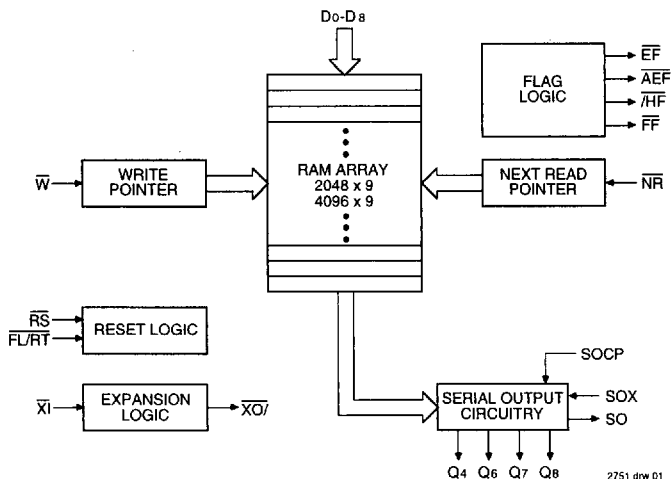 D0-D8
EF
AEF
/HF
FF
FLAG
LOGIC
W
WRITE
POINTER
RAM ARRAY
2048 x 9
4096 x 9
NEXT READ
POINTER
NR
RS
FL/RT
RESET LOGIC
XI
EXPANSION
LOGIC
XO/
SOCP
SERIAL OUTPUT
CIRCUITRY
SOX
SO
Q4 Q6 Q7 Q8
2751 drw 01